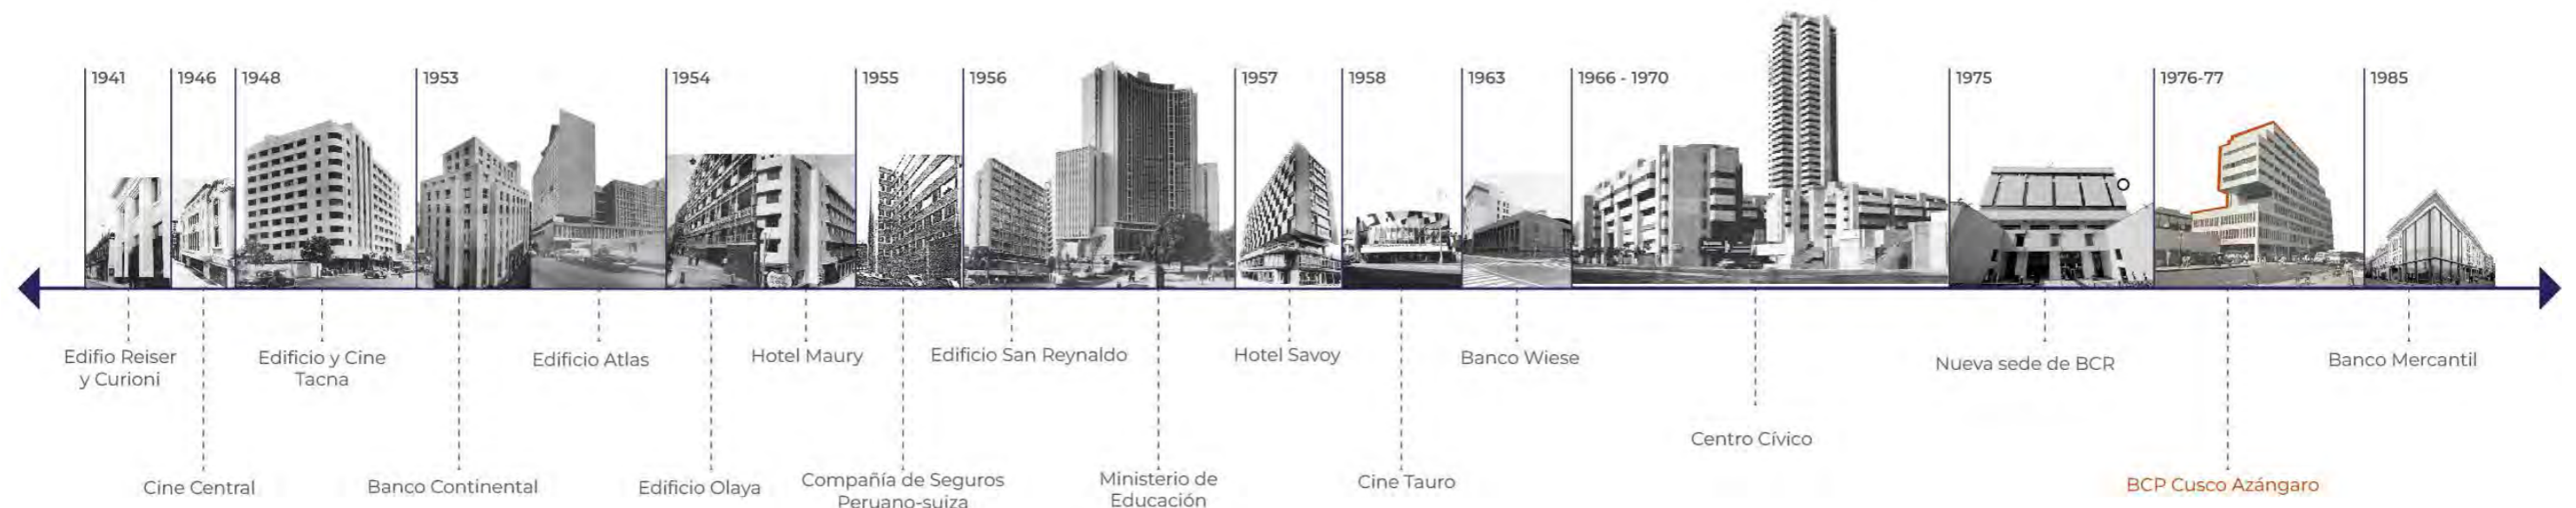 1941
1946
1948
1953
1954
1955
1956
1957
1958
1963
1966 - 1970
1975
1976-77
1985
Edifio Reiser
y Curioni
Cine Central
Edificio y Cine
Tacna
Banco Continental
Edificio Atlas
Edificio Olaya
Hotel Maury
Compañía de Seguros
Peruano-suiza
Edificio San Reynaldo
Ministerio de
Educación
Hotel Savoy
Cine Tauro
Banco Wiese
Centro Cívico
Nueva sede de BCR
BCP Cusco Azángaro
Banco Mercantil